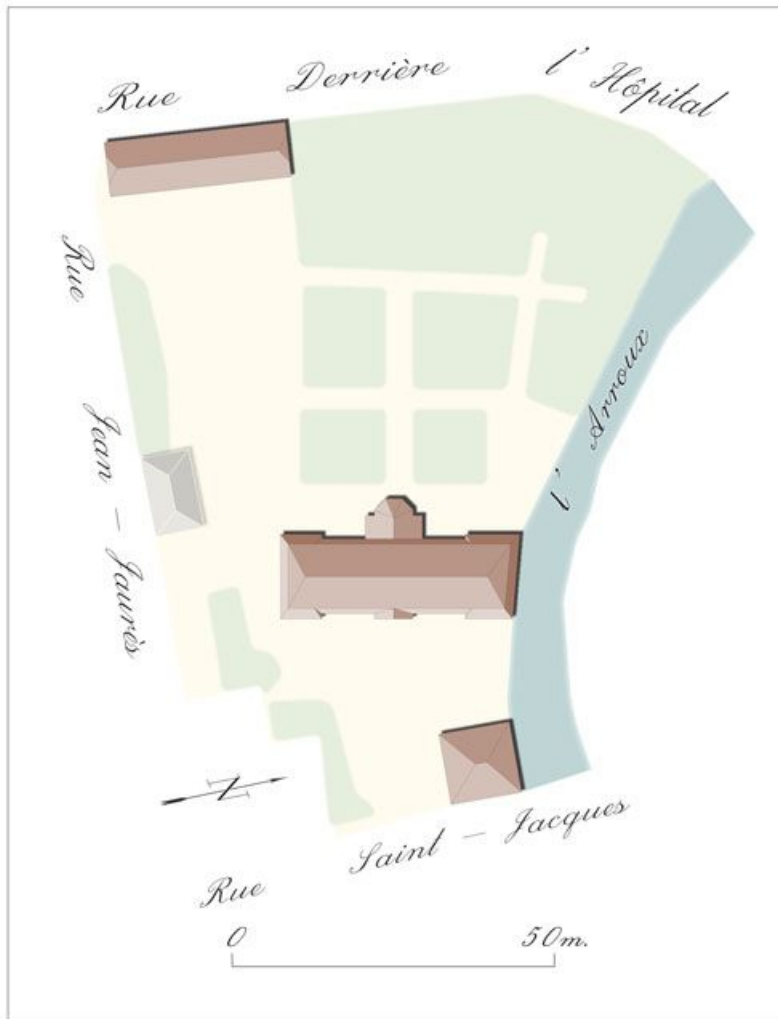 Rue Derrière l' Hôpital
Rue Jean - Jaurès
l' Arroux
N
Rue Saint - Jacques
0 50m.